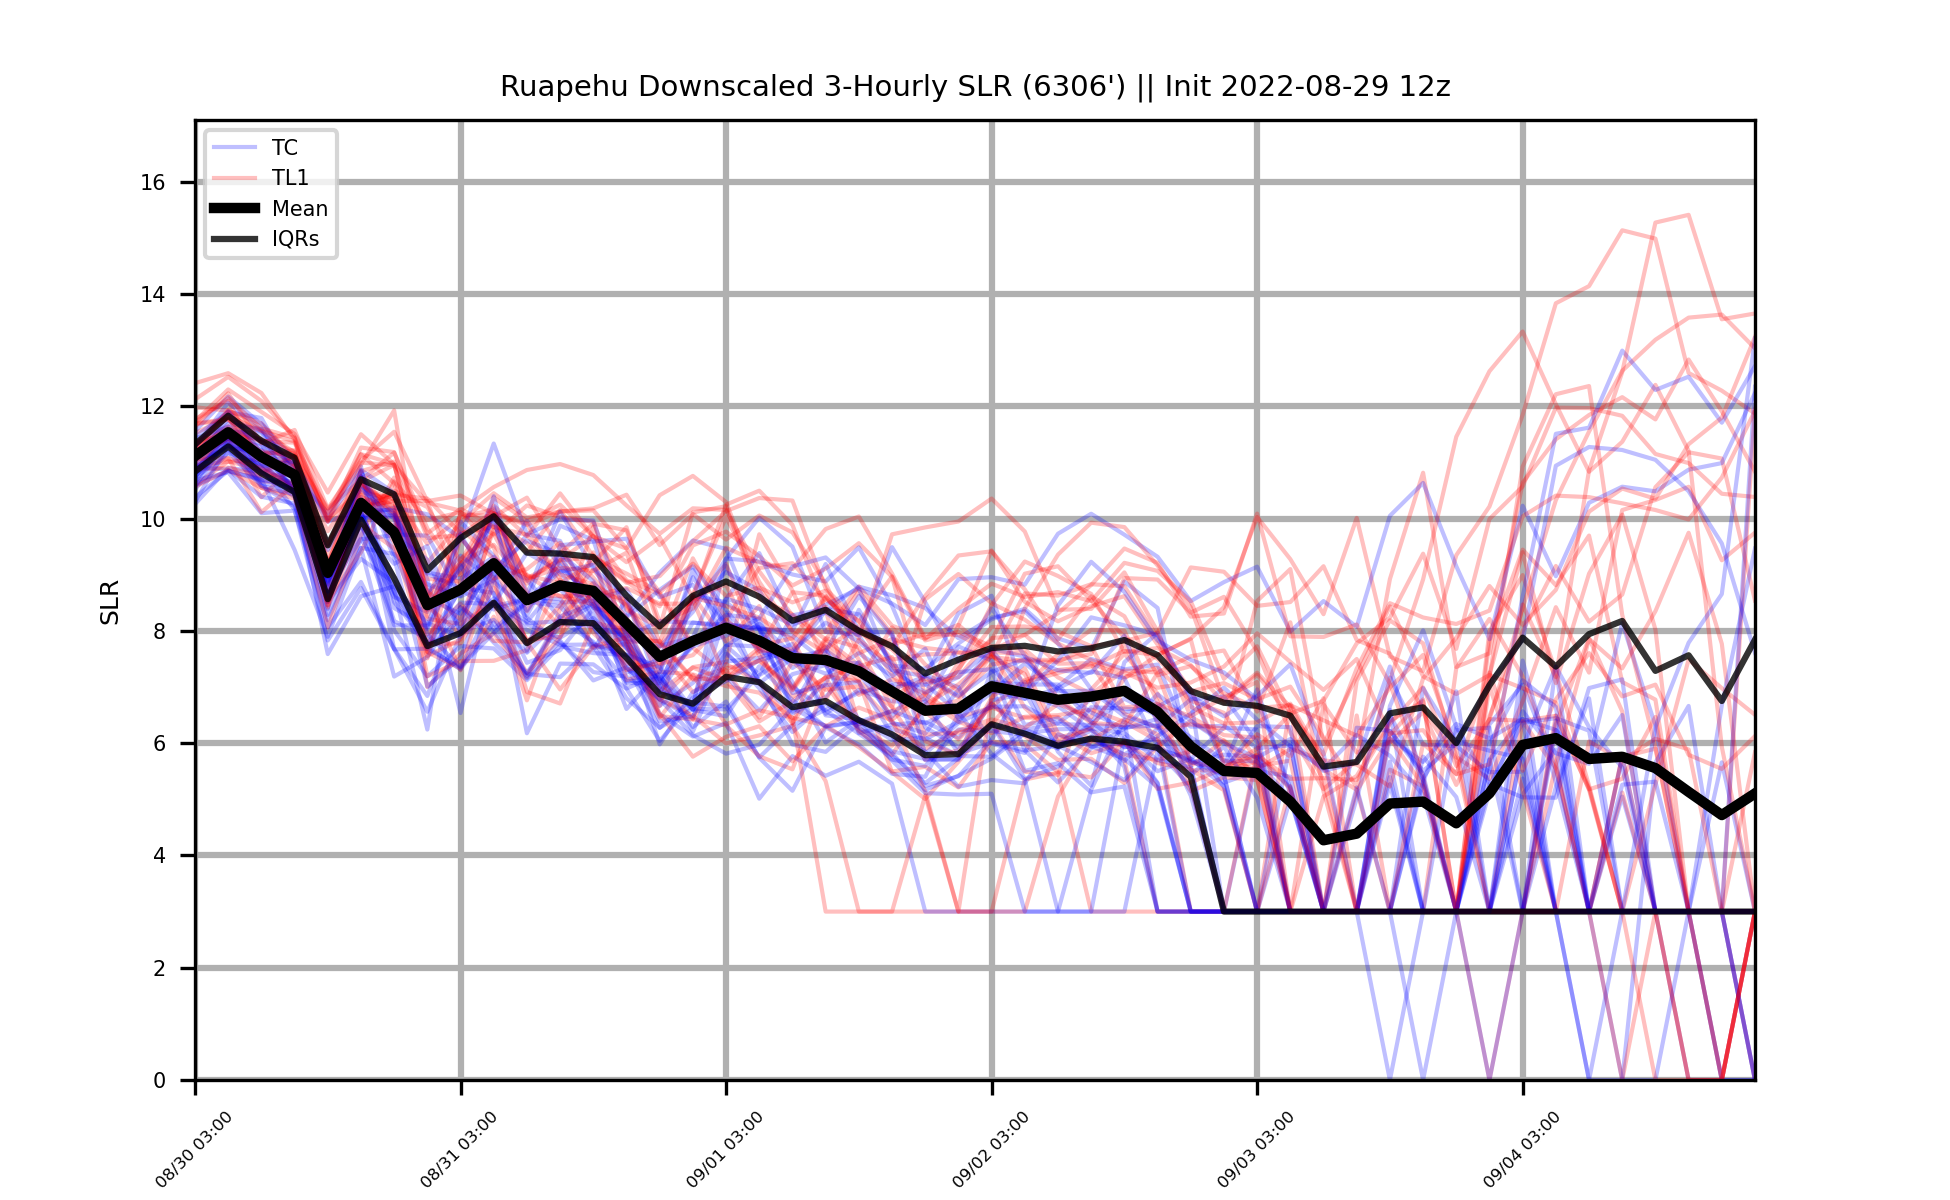 Ruapehu Downscaled 3-Hourly SLR (6306') || Init 2022-08-29 12z
TC
TL1
Mean
IQRs
SLR
16
14
12
10
8
6
4
2
0
08/30 03:00
08/31 03:00
09/01 03:00
09/02 03:00
09/03 03:00
09/04 03:00